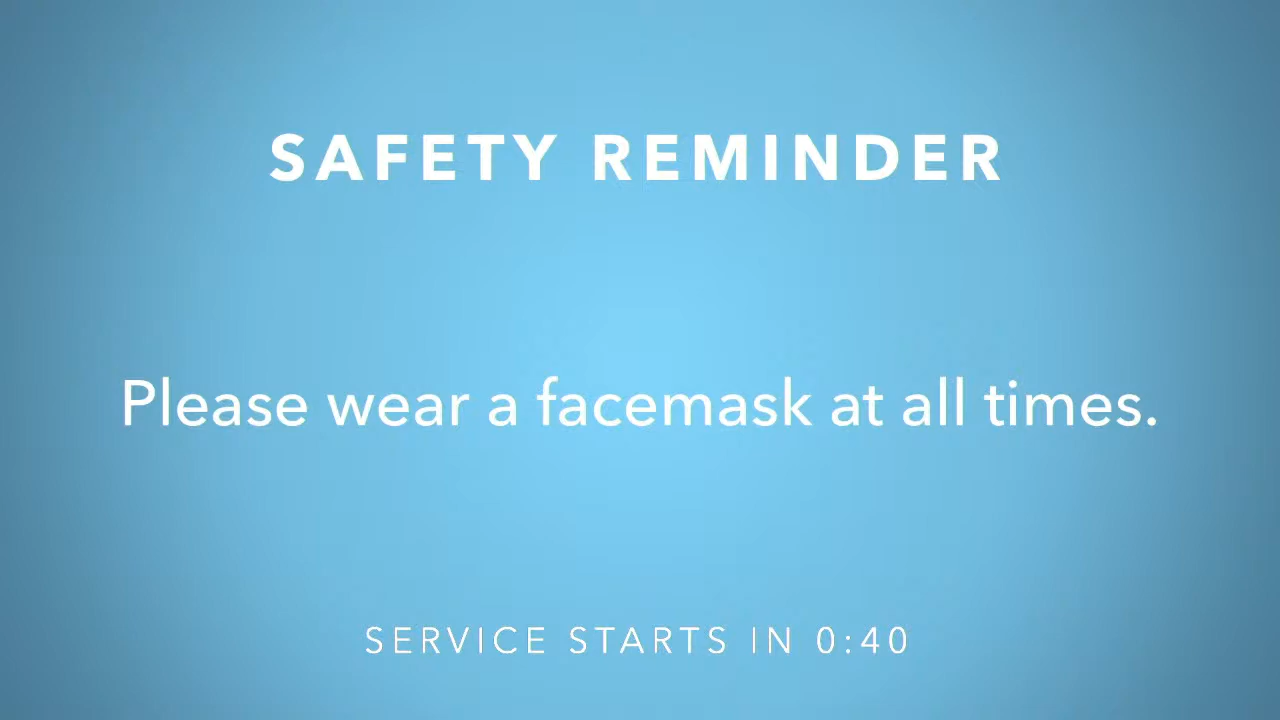 SAFETY REMINDER
Please wear a facemask at all times.
SERVICE STARTS IN 0:40